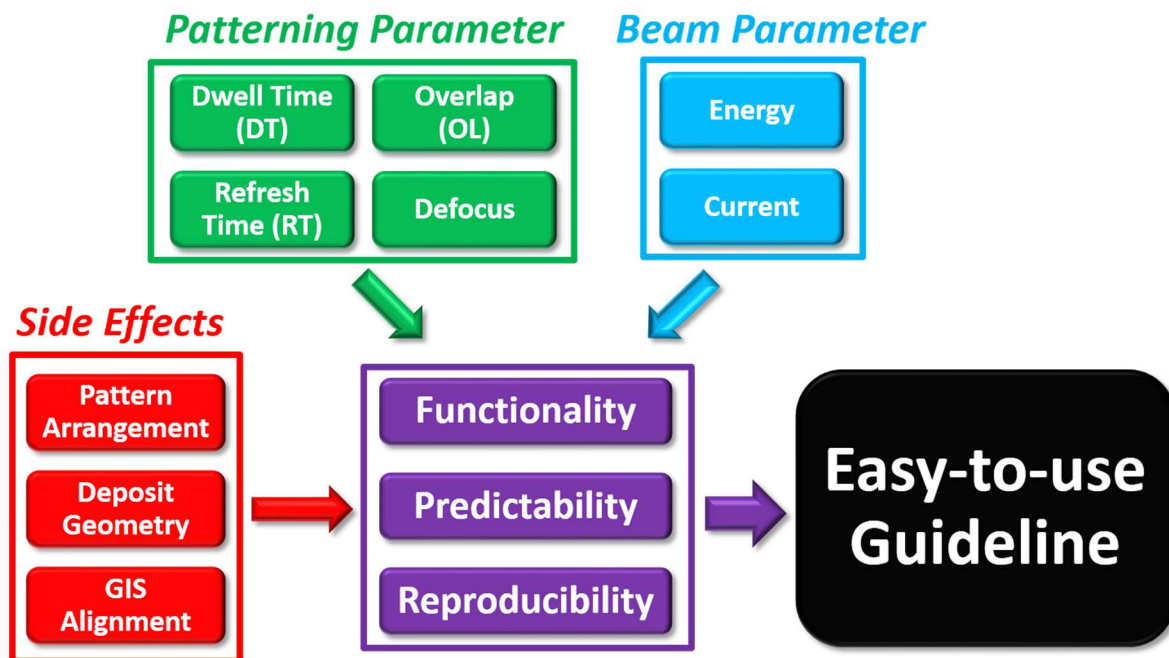 Patterning Parameter
Dwell Time
(DT)
Overlap
(OL)
Refresh
Time (RT)
Defocus
Beam Parameter
Energy
Current
Side Effects
Pattern
Arrangement
Deposit
Geometry
GIS
Alignment
Functionality
Predictability
Reproducibility
Easy-to-use
Guideline